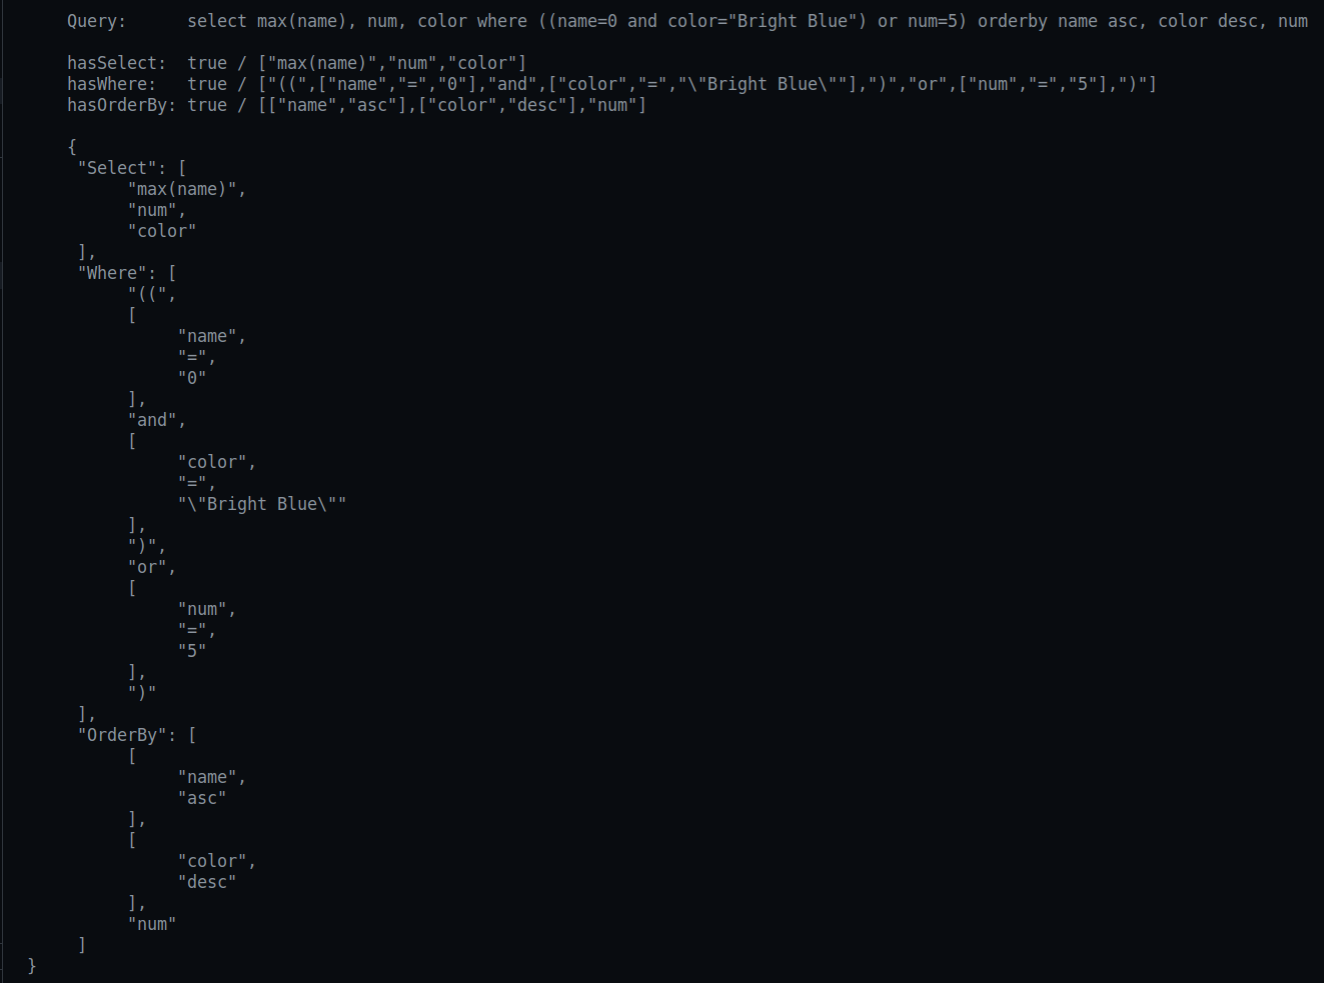 Query:      select max(name), num, color where ((name=0 and color="Bright Blue") or num=5) orderby name asc, color desc, num
hasSelect:  true / ["max(name)","num","color"]
hasWhere:   true / ["((",["name","=","0"],"and",["color","=","\"Bright Blue\""],")","or",["num","=","5"],")"]
hasOrderBy: true / [["name","asc"],["color","desc"],"num"]
{
"Select": [
"max(name)",
"num",
"color"
],
"Where": [
"((",
[
"name",
"=",
"0"
],
"and",
[
"color",
"=",
"\"Bright Blue\""
],
")",
"or",
[
"num",
"=",
"5"
],
")"
],
"OrderBy": [
[
"name",
"asc"
],
[
"color",
"desc"
],
"num"
]
}